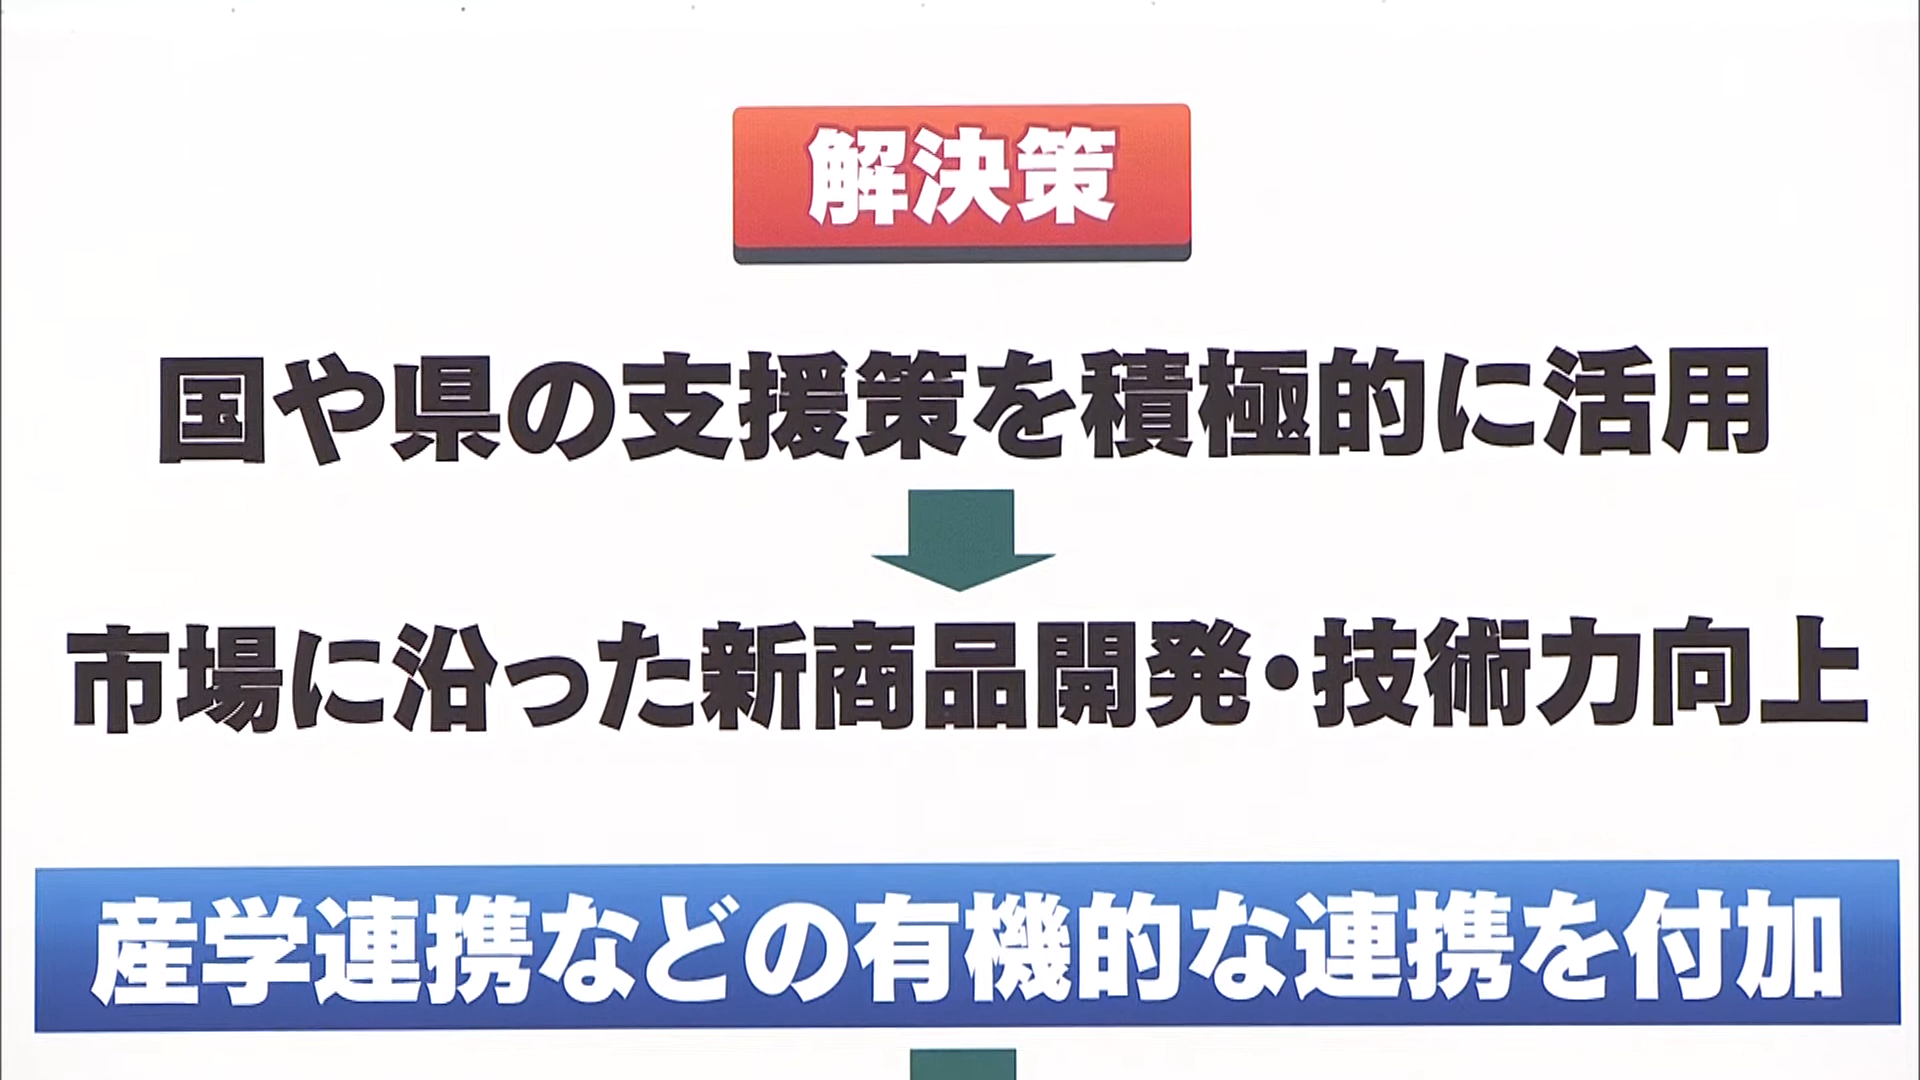 解決策
国や県の支援策を積極的に活用
市場に沿った新商品開発・技術力向上
産学連携などの有機的な連携を付加